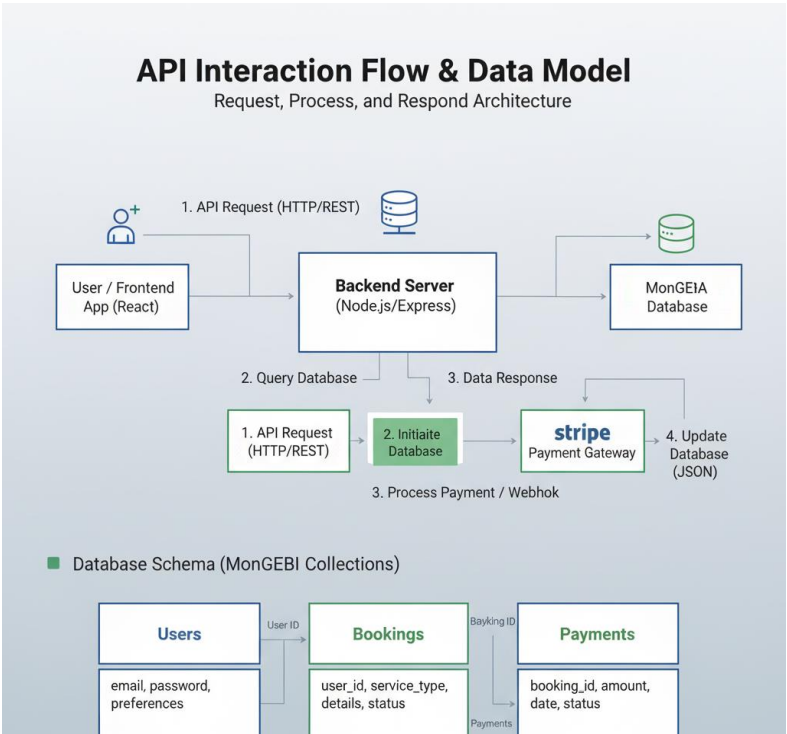 API Interaction Flow & Data Model
Request, Process, and Respond Architecture
1. API Request (HTTP/REST)
User / Frontend
App (React)
Backend Server
(Node.js/Express)
MonGEIA
Database
2. Query Database
3. Data Response
1. API Request
(HTTP/REST)
2. Initiaite
Database
stripe
Payment Gateway
4. Update
Database
(JSON)
3. Process Payment / Webhok
Database Schema (MonGEBI Collections)
Users
User ID
Bookings
Bayking ID
Payments
email, password,
preferences
user_id, service_type,
details, status
booking_id, amount,
date, status
Payments